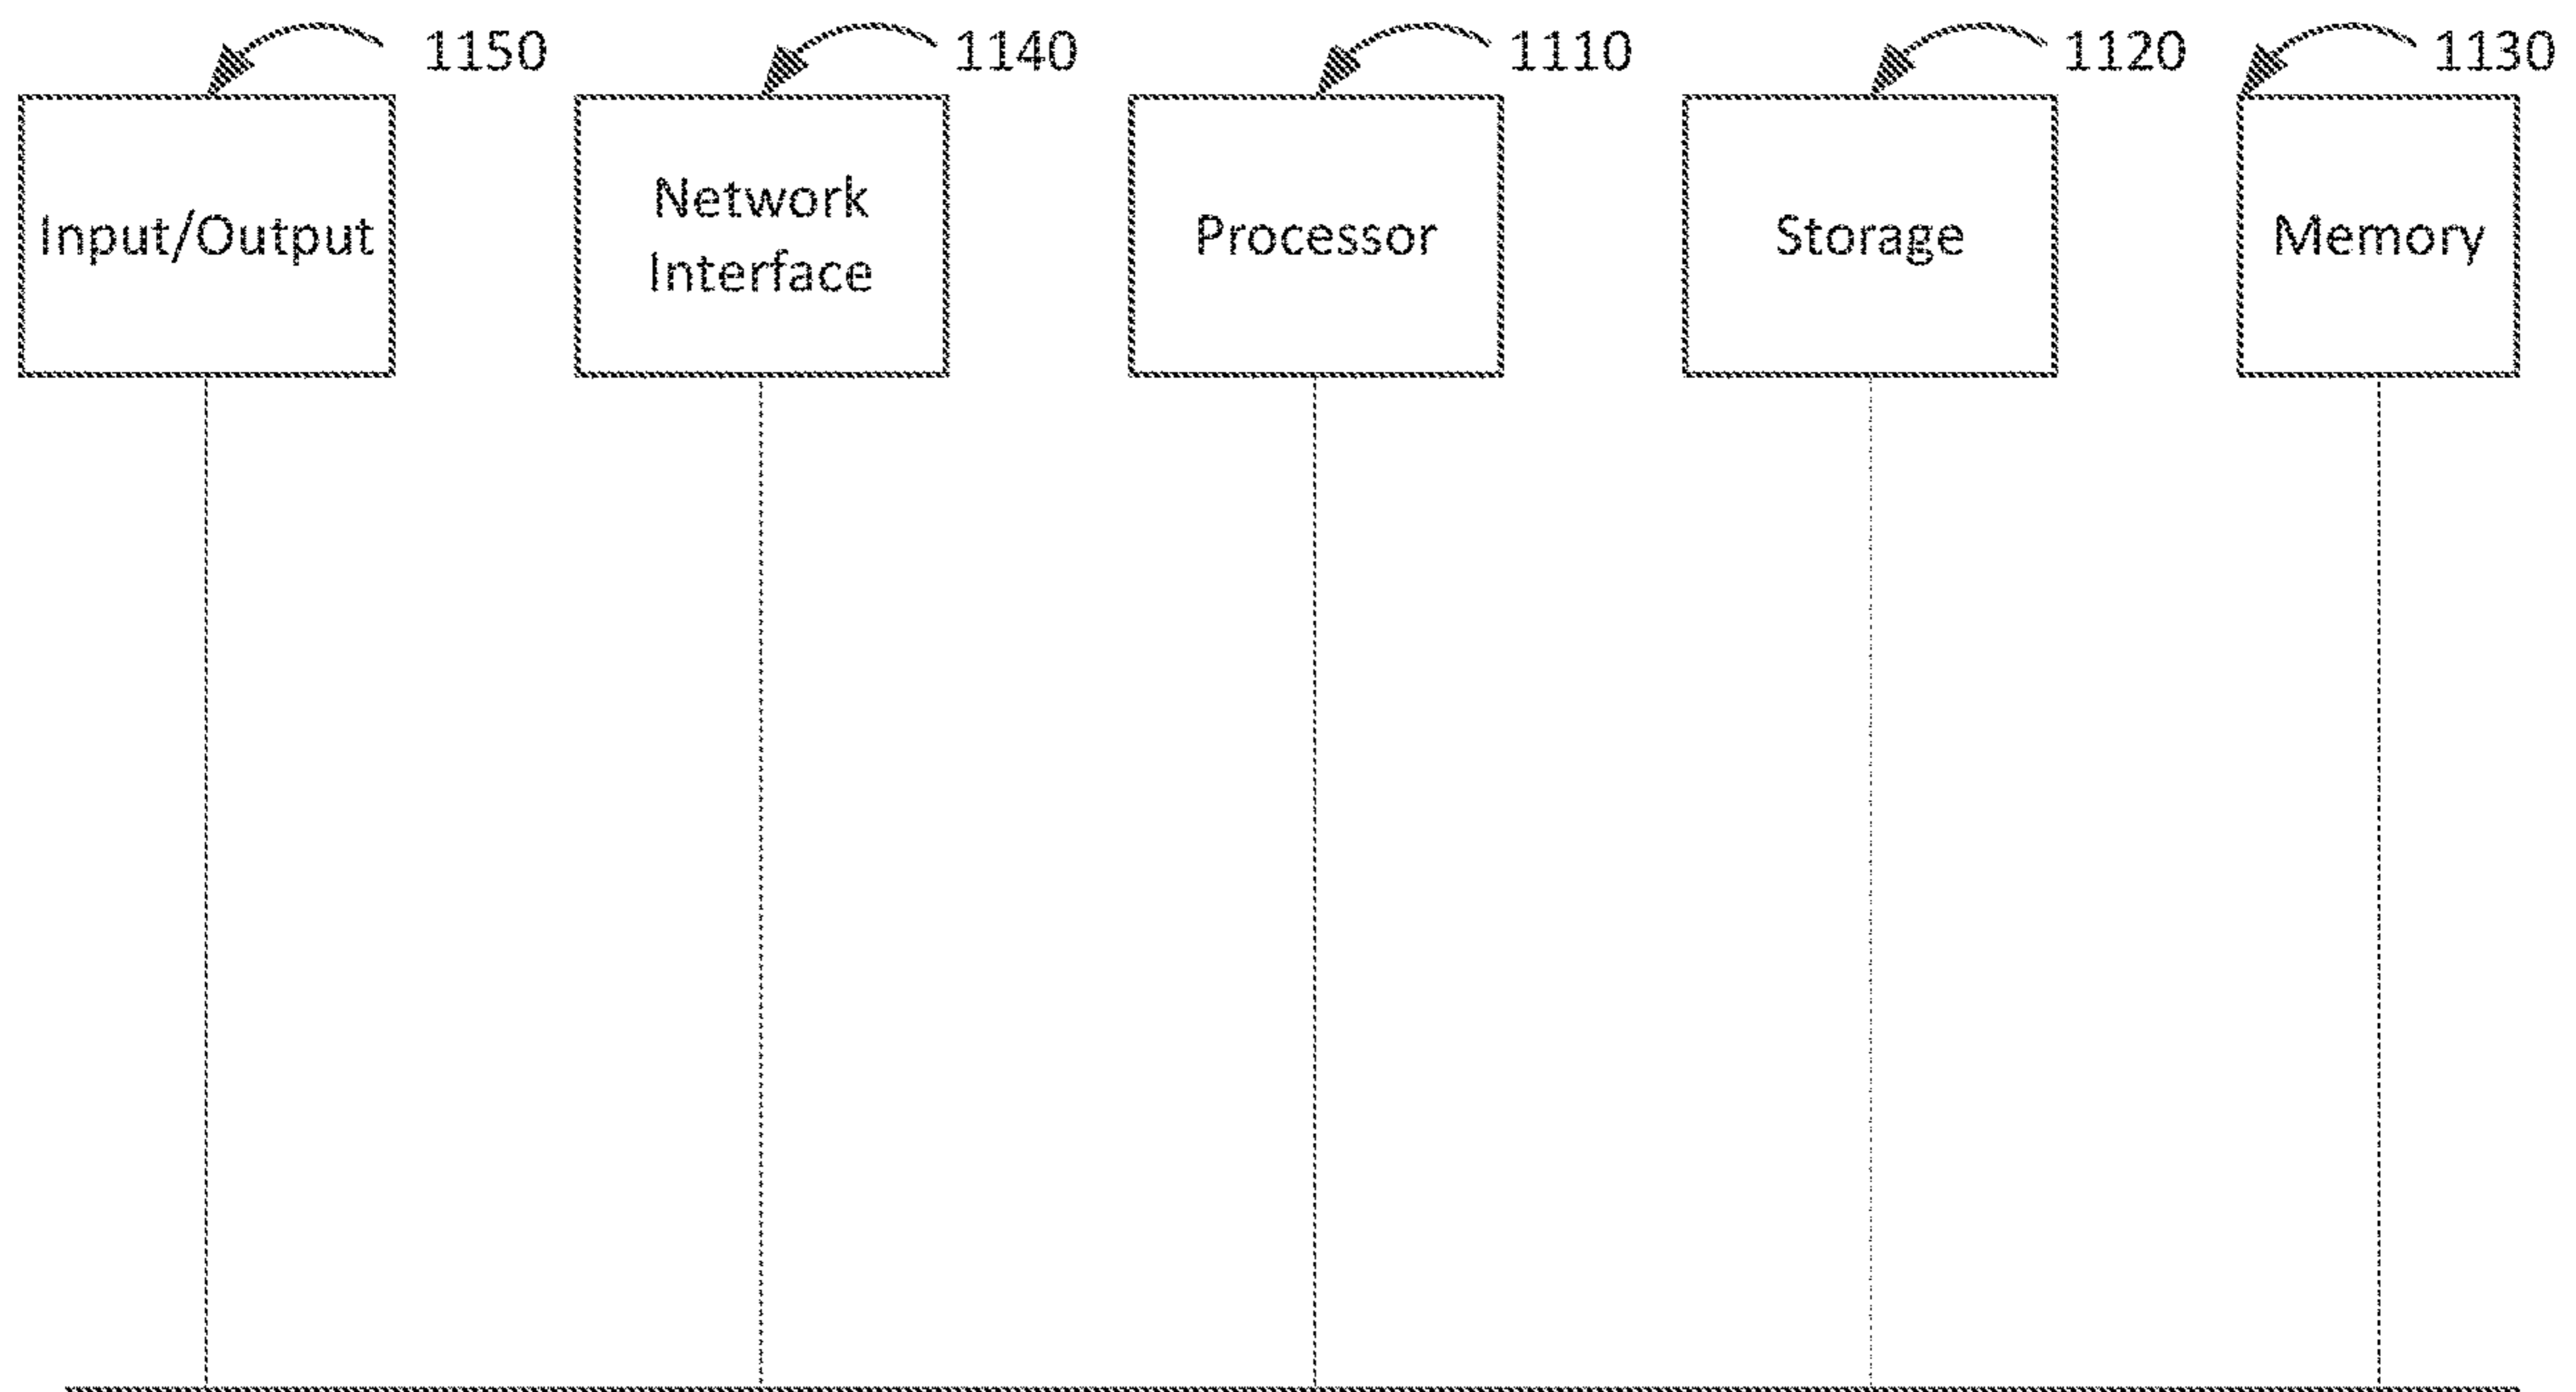 1150
1140
1110
1120
1130
Input/Output
Network
Interface
Processor
Storage
Memory